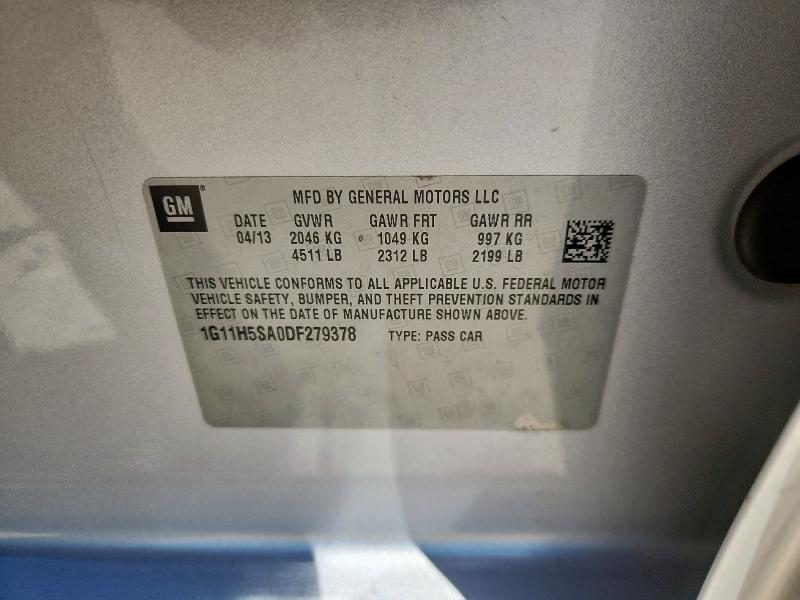 GM®
MFD BY GENERAL MOTORS LLC
DATE GVWR GAWR FRT GAWR RR
04/13 2046 KG 1049 KG 997 KG
4511 LB 2312 LB 2199 LB
THIS VEHICLE CONFORMS TO ALL APPLICABLE U.S. FEDERAL MOTOR
VEHICLE SAFETY, BUMPER, AND THEFT PREVENTION STANDARDS IN
EFFECT ON THE DATE OF MANUFACTURE SHOWN ABOVE.
1G11H5SA0DF279378 TYPE: PASS CAR